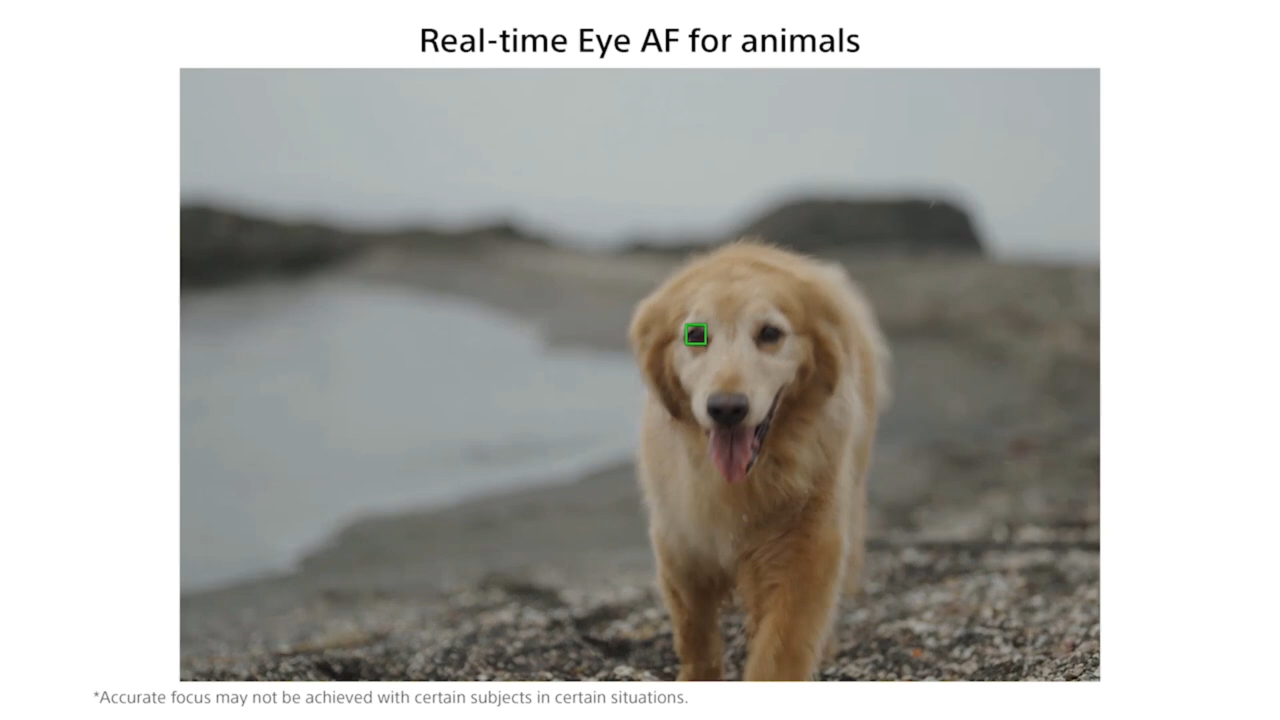 Real-time Eye AF for animals
*Accurate focus may not be achieved with certain subjects in certain situations.